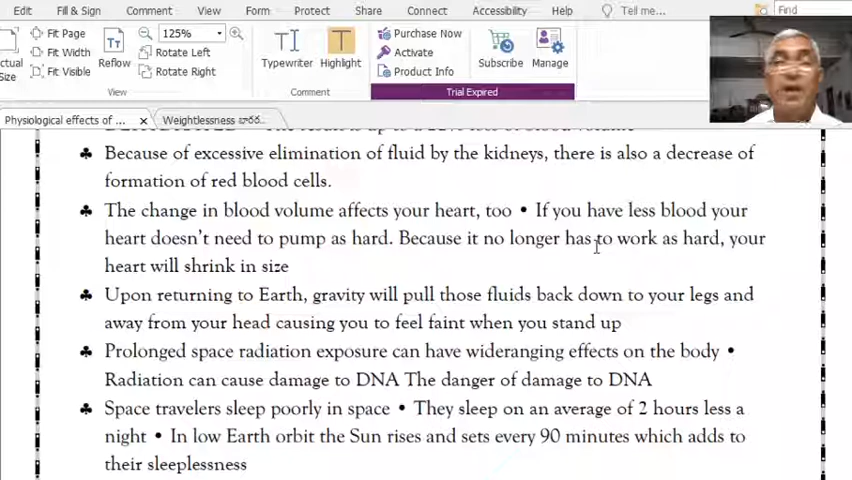 Edit Fill & Sign Comment View Form Protect Share Connect Accessibility Help Tell me... Find
Fit Page 125% Purchase Now
Fit Width Rotate Left Activate
Fit Visible Reflow Rotate Right Typewriter Highlight Product Info Subscribe Manage
View Comment Trial Expired
Physiological effects of ... × Weightlessness
Because of excessive elimination of fluid by the kidneys, there is also a decrease of
formation of red blood cells.
The change in blood volume affects your heart, too • If you have less blood your
heart doesn't need to pump as hard. Because it no longer has to work as hard, your
heart will shrink in size
Upon returning to Earth, gravity will pull those fluids back down to your legs and
away from your head causing you to feel faint when you stand up
Prolonged space radiation exposure can have wideranging effects on the body •
Radiation can cause damage to DNA The danger of damage to DNA
Space travelers sleep poorly in space • They sleep on an average of 2 hours less a
night • In low Earth orbit the Sun rises and sets every 90 minutes which adds to
their sleeplessness